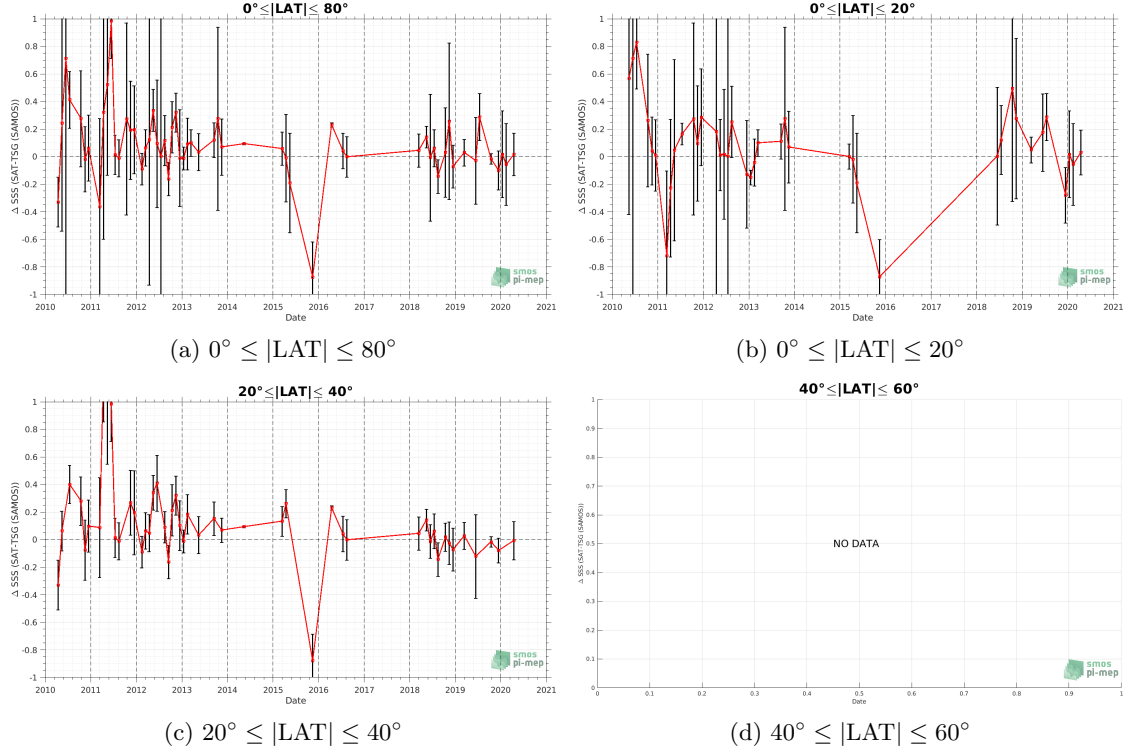 0°≤|LAT|≤ 80°
Δ SSS (SAT-TSG (SAMOS))
1
0.8
0.6
0.4
0.2
0
-0.2
-0.4
-0.6
-0.8
-1
2010 2011 2012 2013 2014 2015 2016 2017 2018 2019 2020 2021
Date
smos
pi-mep
(a) 0° ≤ |LAT| ≤ 80°
0°≤|LAT|≤ 20°
Δ SSS (SAT-TSG (SAMOS))
1
0.8
0.6
0.4
0.2
0
-0.2
-0.4
-0.6
-0.8
-1
2010 2011 2012 2013 2014 2015 2016 2017 2018 2019 2020 2021
Date
smos
pi-mep
(b) 0° ≤ |LAT| ≤ 20°
20°≤|LAT|≤ 40°
Δ SSS (SAT-TSG (SAMOS))
1
0.8
0.6
0.4
0.2
0
-0.2
-0.4
-0.6
-0.8
-1
2010 2011 2012 2013 2014 2015 2016 2017 2018 2019 2020 2021
Date
smos
pi-mep
(c) 20° ≤ |LAT| ≤ 40°
40°≤|LAT|≤ 60°
Δ SSS (SAT-TSG (SAMOS))
1
0.9
0.8
0.7
0.6
0.5
0.4
0.3
0.2
0.1
0
NO DATA
0 0.1 0.2 0.3 0.4 0.5 0.6 0.7 0.8 0.9 1
Date
smos
pi-mep
(d) 40° ≤ |LAT| ≤ 60°